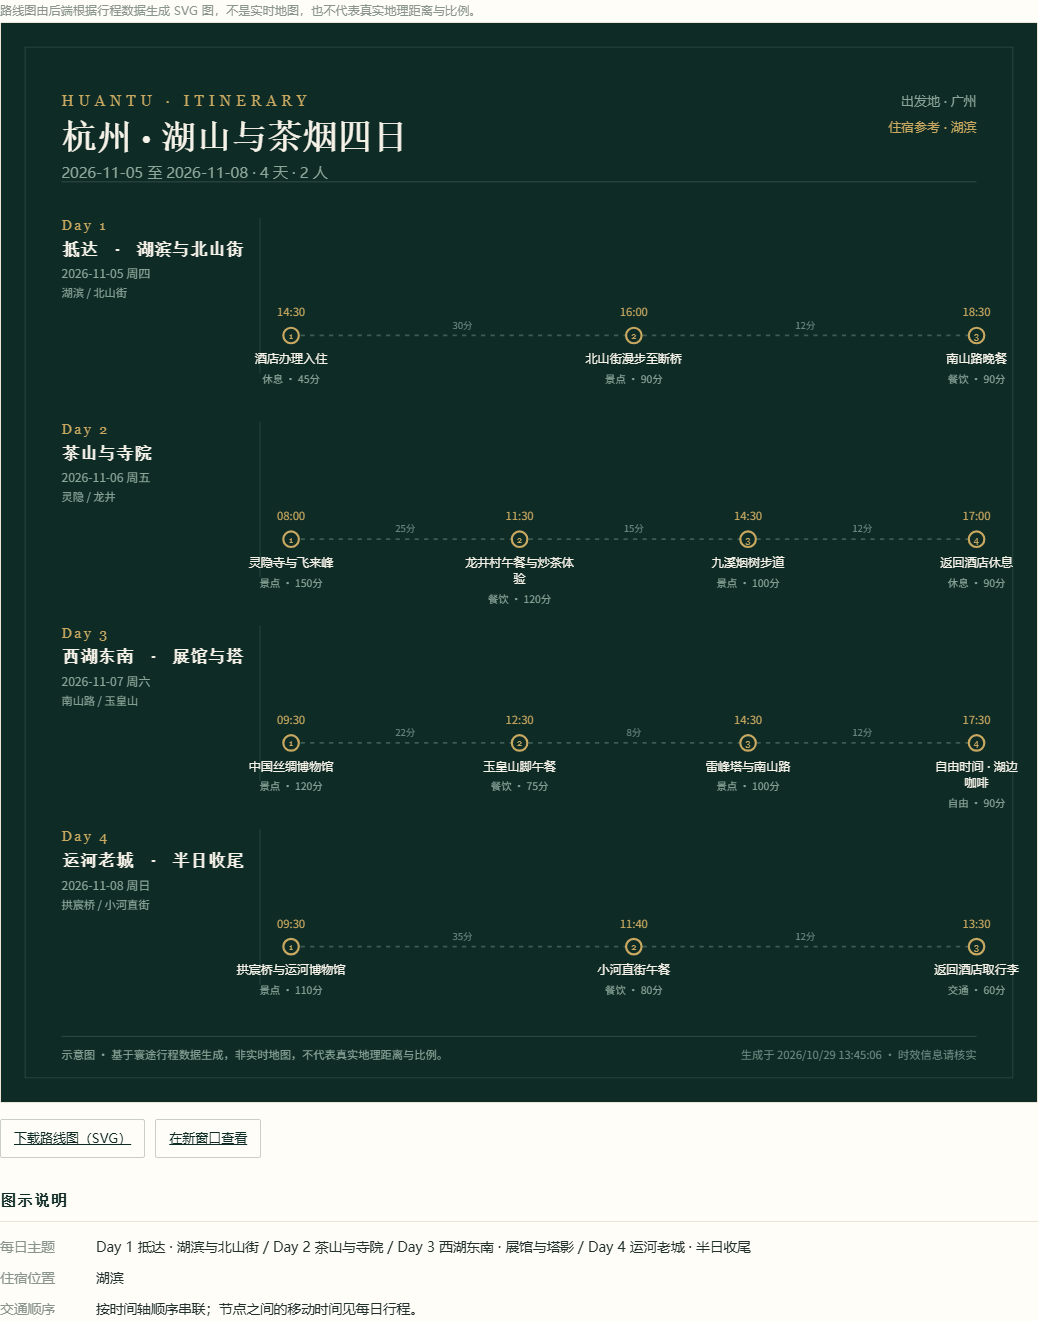 路线图由后端根据行程数据生成 SVG 图，不是实时地图，也不代表真实地理距离与比例。
HUANTU · ITINERARY
出发地 · 广州
杭州 · 湖山与茶烟四日
住宿参考 · 湖滨
2026-11-05 至 2026-11-08 · 4 天 · 2 人
Day 1
抵达 · 湖滨与北山街
2026-11-05 周四
湖滨 / 北山街
14:30 16:00 18:30
30分 12分
1 2 3
酒店办理入住 北山街漫步至断桥 南山路晚餐
休息 · 45分 景点 · 90分 餐饮 · 90分
Day 2
茶山与寺院
2026-11-06 周五
灵隐 / 龙井
08:00 11:30 14:30 17:00
25分 15分 12分
1 2 3 4
灵隐寺与飞来峰 龙井村午餐与炒茶体 九溪烟树步道 返回酒店休息
验
景点 · 150分 景点 · 100分 休息 · 90分
餐饮 · 120分
Day 3
西湖东南 · 展馆与塔
2026-11-07 周六
南山路 / 玉皇山
09:30 12:30 14:30 17:30
22分 8分 12分
1 2 3 4
中国丝绸博物馆 玉皇山脚午餐 雷峰塔与南山路 自由时间 · 湖边
咖啡
景点 · 120分 餐饮 · 75分 景点 · 100分
自由 · 90分
Day 4
运河老城 · 半日收尾
2026-11-08 周日
拱宸桥 / 小河直街
09:30 11:40 13:30
35分 12分
1 2 3
拱宸桥与运河博物馆 小河直街午餐 返回酒店取行李
景点 · 110分 餐饮 · 80分 交通 · 60分
示意图 · 基于寰途行程数据生成，非实时地图，不代表真实地理距离与比例。
生成于 2026/10/29 13:45:06 · 时效信息请核实
下载路线图（SVG） 在新窗口查看
图示说明
每日主题 Day 1 抵达 · 湖滨与北山街 / Day 2 茶山与寺院 / Day 3 西湖东南 · 展馆与塔影 / Day 4 运河老城 · 半日收尾
住宿位置 湖滨
交通顺序 按时间轴顺序串联；节点之间的移动时间见每日行程。